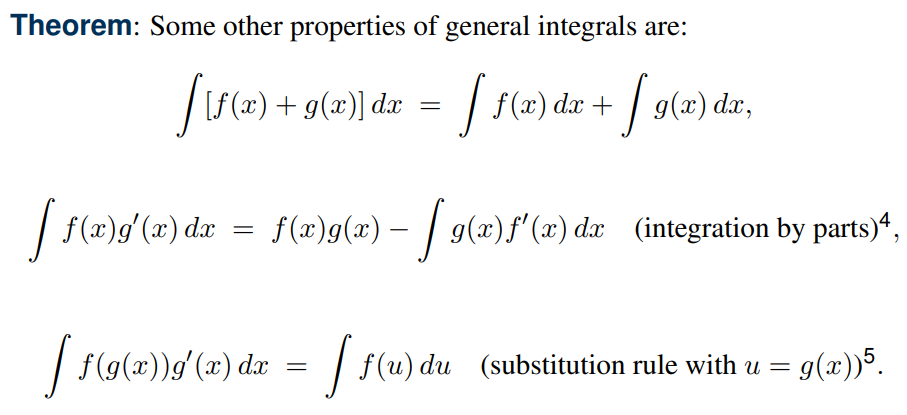 Theorem: Some other properties of general integrals are:
∫ [f(x) + g(x)] dx = ∫ f(x) dx + ∫ g(x) dx,
∫ f(x)g′(x) dx = f(x)g(x) − ∫ g(x)f′(x) dx (integration by parts)⁴,
∫ f(g(x))g′(x) dx = ∫ f(u) du (substitution rule with u = g(x))⁵.